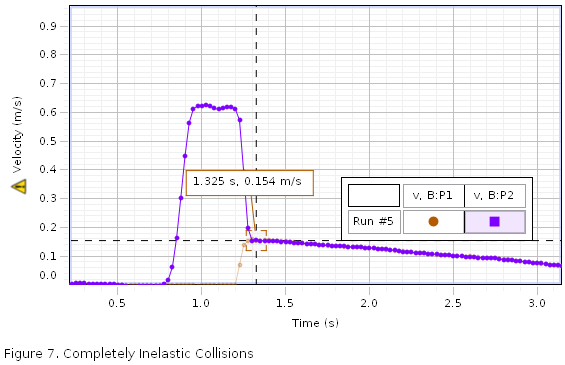 0.9
0.8
0.7
0.6
0.5
0.4
0.3
0.2
0.1
0.0
Velocity (m/s)
1.325 s, 0.154 m/s
v, B:P1 v, B:P2
Run #5
0.5 1.0 1.5 2.0 2.5 3.0
Time (s)
Figure 7. Completely Inelastic Collisions